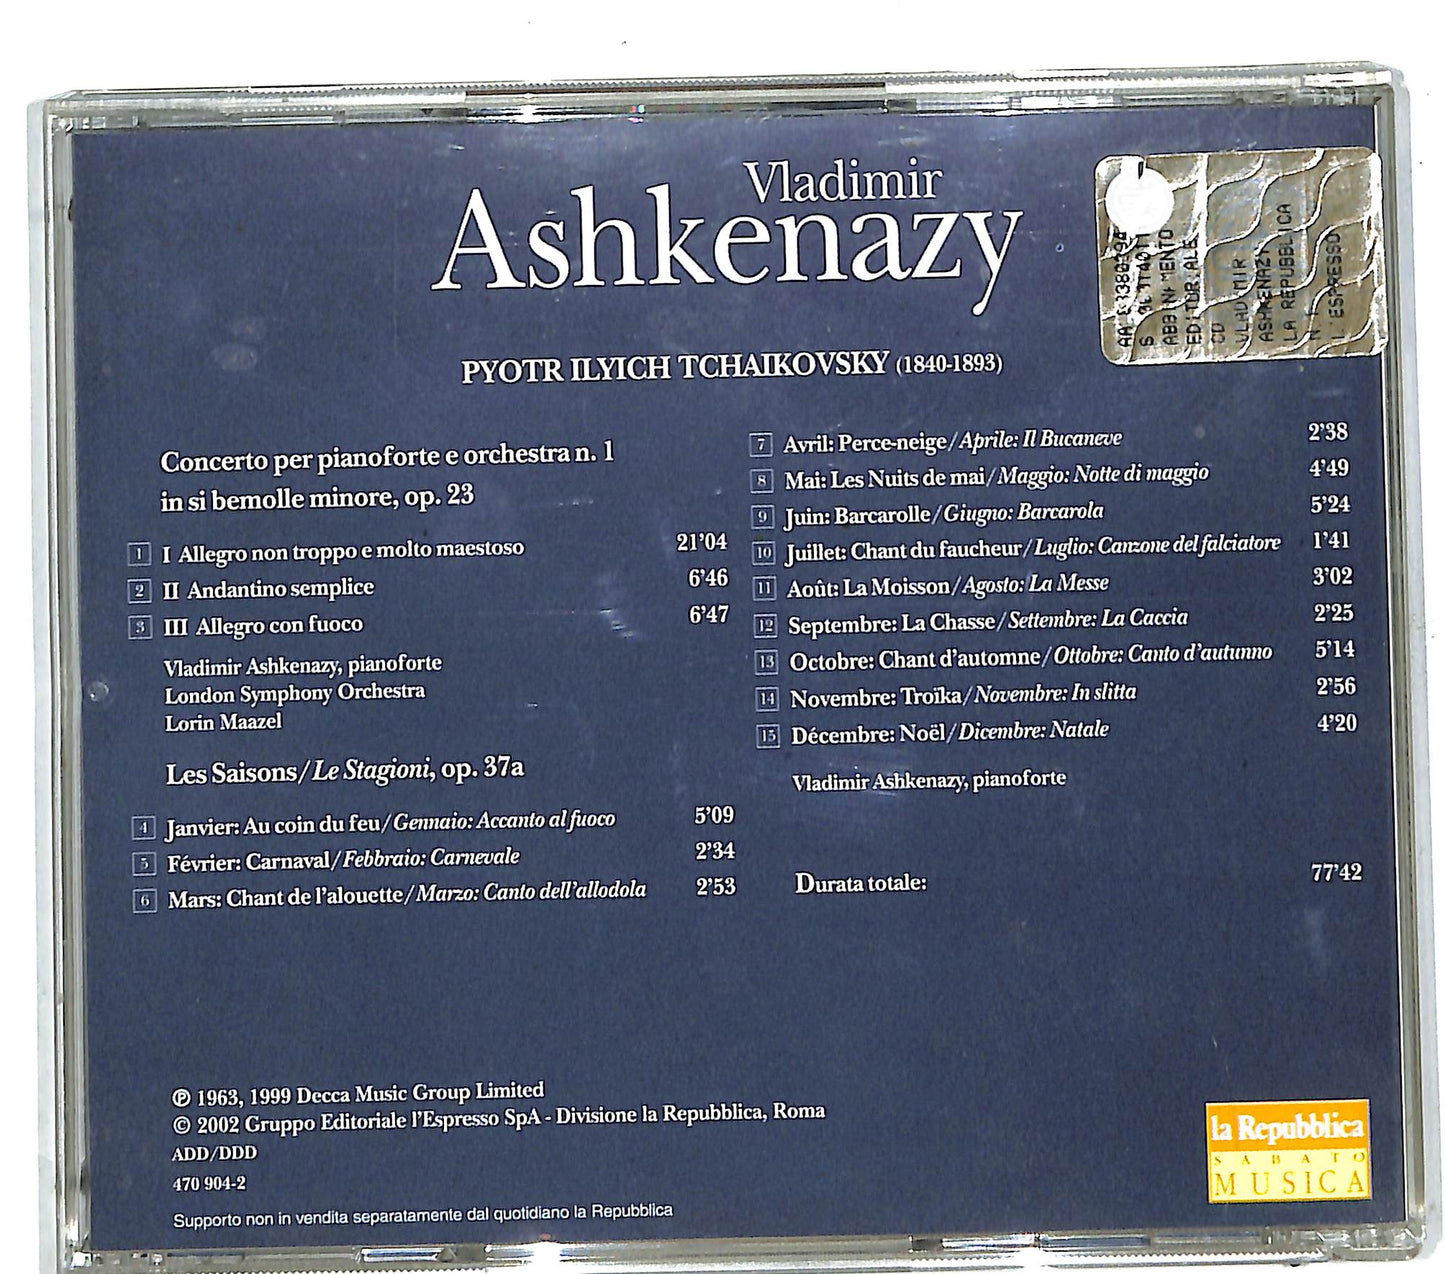 Vladimir
Ashkenazy
PYOTR ILYICH TCHAIKOVSKY (1840-1893)
Concerto per pianoforte e orchestra n. 1
in si bemolle minore, op. 23
1 I Allegro non troppo e molto maestoso 21'04
2 II Andantino semplice 6'46
3 III Allegro con fuoco 6'47
Vladimir Ashkenazy, pianoforte
London Symphony Orchestra
Lorin Maazel
Les Saisons/Le Stagioni, op. 37a
4 Janvier: Au coin du feu/Gennaio: Accanto al fuoco 5'09
5 Février: Carnaval/Febbraio: Carnevale 2'34
6 Mars: Chant de l'alouette/Marzo: Canto dell'allodola 2'53
7 Avril: Perce-neige/Aprile: Il Bucaneve 2'38
8 Mai: Les Nuits de mai/Maggio: Notte di maggio 4'49
9 Juin: Barcarolle/Giugno: Barcarola 5'24
10 Juillet: Chant du faucheur/Luglio: Canzone del falciatore 1'41
11 Août: La Moisson/Agosto: La Messe 3'02
12 Septembre: La Chasse/Settembre: La Caccia 2'25
13 Octobre: Chant d'automne/Ottobre: Canto d'autunno 5'14
14 Novembre: Troïka/Novembre: In slitta 2'56
15 Décembre: Noël/Dicembre: Natale 4'20
Vladimir Ashkenazy, pianoforte
Durata totale: 77'42
℗ 1963, 1999 Decca Music Group Limited
© 2002 Gruppo Editoriale l'Espresso SpA - Divisione la Repubblica, Roma
ADD/DDD
470 904-2
Supporto non in vendita separatamente dal quotidiano la Repubblica
la Repubblica
SABATO
MUSICA
ABBINAMENTO
EDITORIALE
CD
VLADIMIR
ASHKENAZY
LA REPUBBLICA
L'ESPRESSO